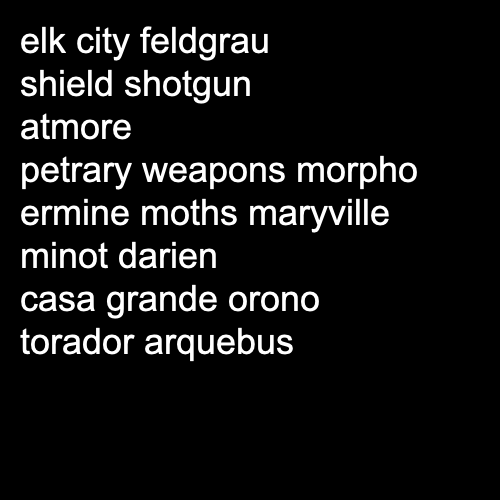 elk city feldgrau
shield shotgun
atmore
petrary weapons morpho
ermine moths maryville
minot darien
casa grande orono
torador arquebus